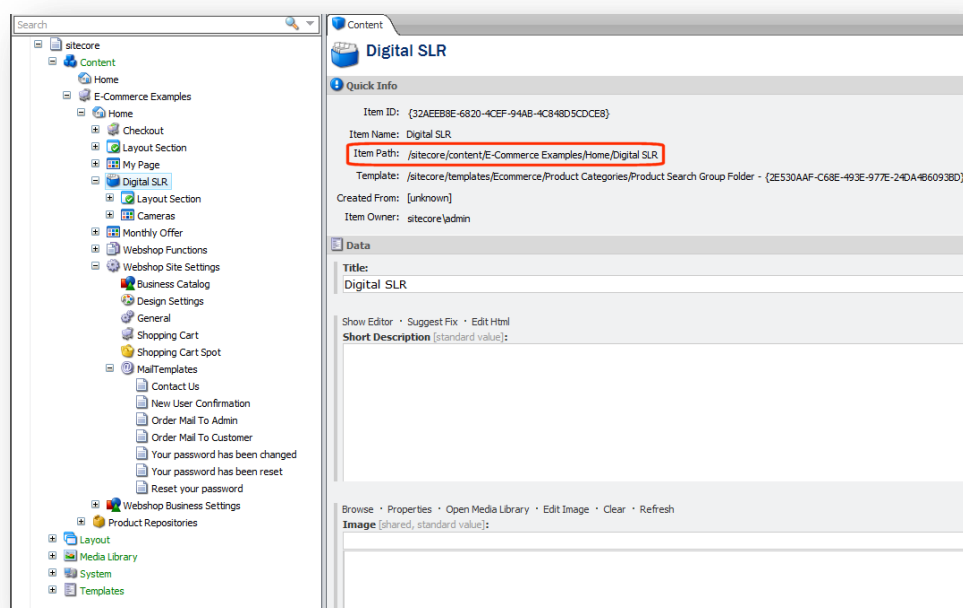 Search
sitecore
Content
Home
E-Commerce Examples
Home
Checkout
Layout Section
My Page
Digital SLR
Layout Section
Cameras
Monthly Offer
Webshop Functions
Webshop Site Settings
Business Catalog
Design Settings
General
Shopping Cart
Shopping Cart Spot
MailTemplates
Contact Us
New User Confirmation
Order Mail To Admin
Order Mail To Customer
Your password has been changed
Your password has been reset
Reset your password
Webshop Business Settings
Product Repositories
Layout
Media Library
System
Templates
Content
Digital SLR
Quick Info
Item ID: {32AEEB8E-6820-4CEF-94AB-4C848D5CDCE8}
Item Name: Digital SLR
Item Path: /sitecore/content/E-Commerce Examples/Home/Digital SLR
Template: /sitecore/templates/Ecommerce/Product Categories/Product Search Group Folder - {2E530AAF-C68E-493E-977E-24DA4B6093BD}
Created From: [unknown]
Item Owner: sitecore\admin
Data
Title:
Digital SLR
Show Editor · Suggest Fix · Edit Html
Short Description [standard value]:
Browse · Properties · Open Media Library · Edit Image · Clear · Refresh
Image [shared, standard value]: